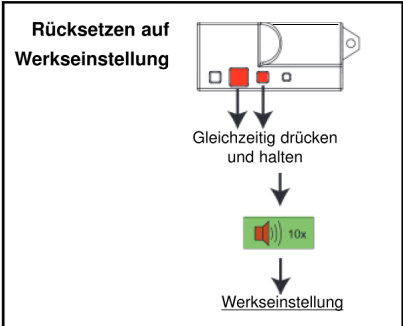 Rücksetzen auf
Werkseinstellung
Gleichzeitig drücken
und halten
10x
Werkseinstellung